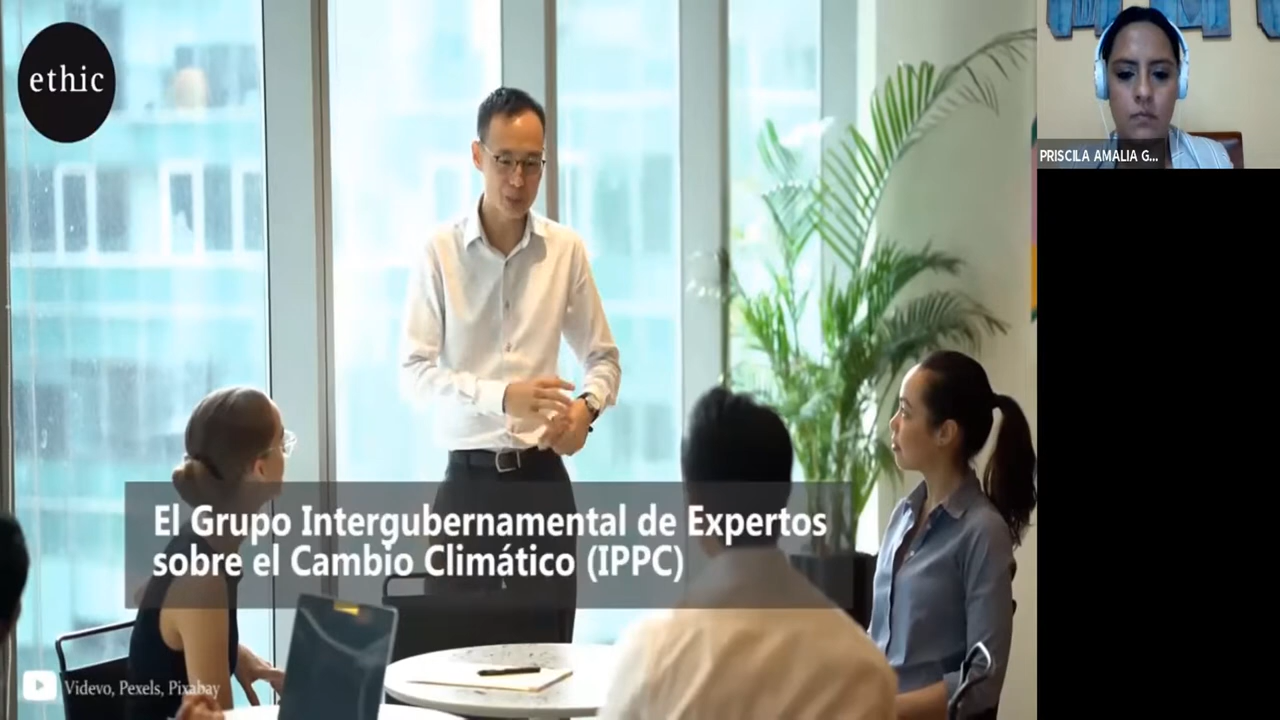 ethic
PRISCILA AMALIA G...
El Grupo Intergubernamental de Expertos
sobre el Cambio Climático (IPPC)
Videvo, Pexels, Pixabay